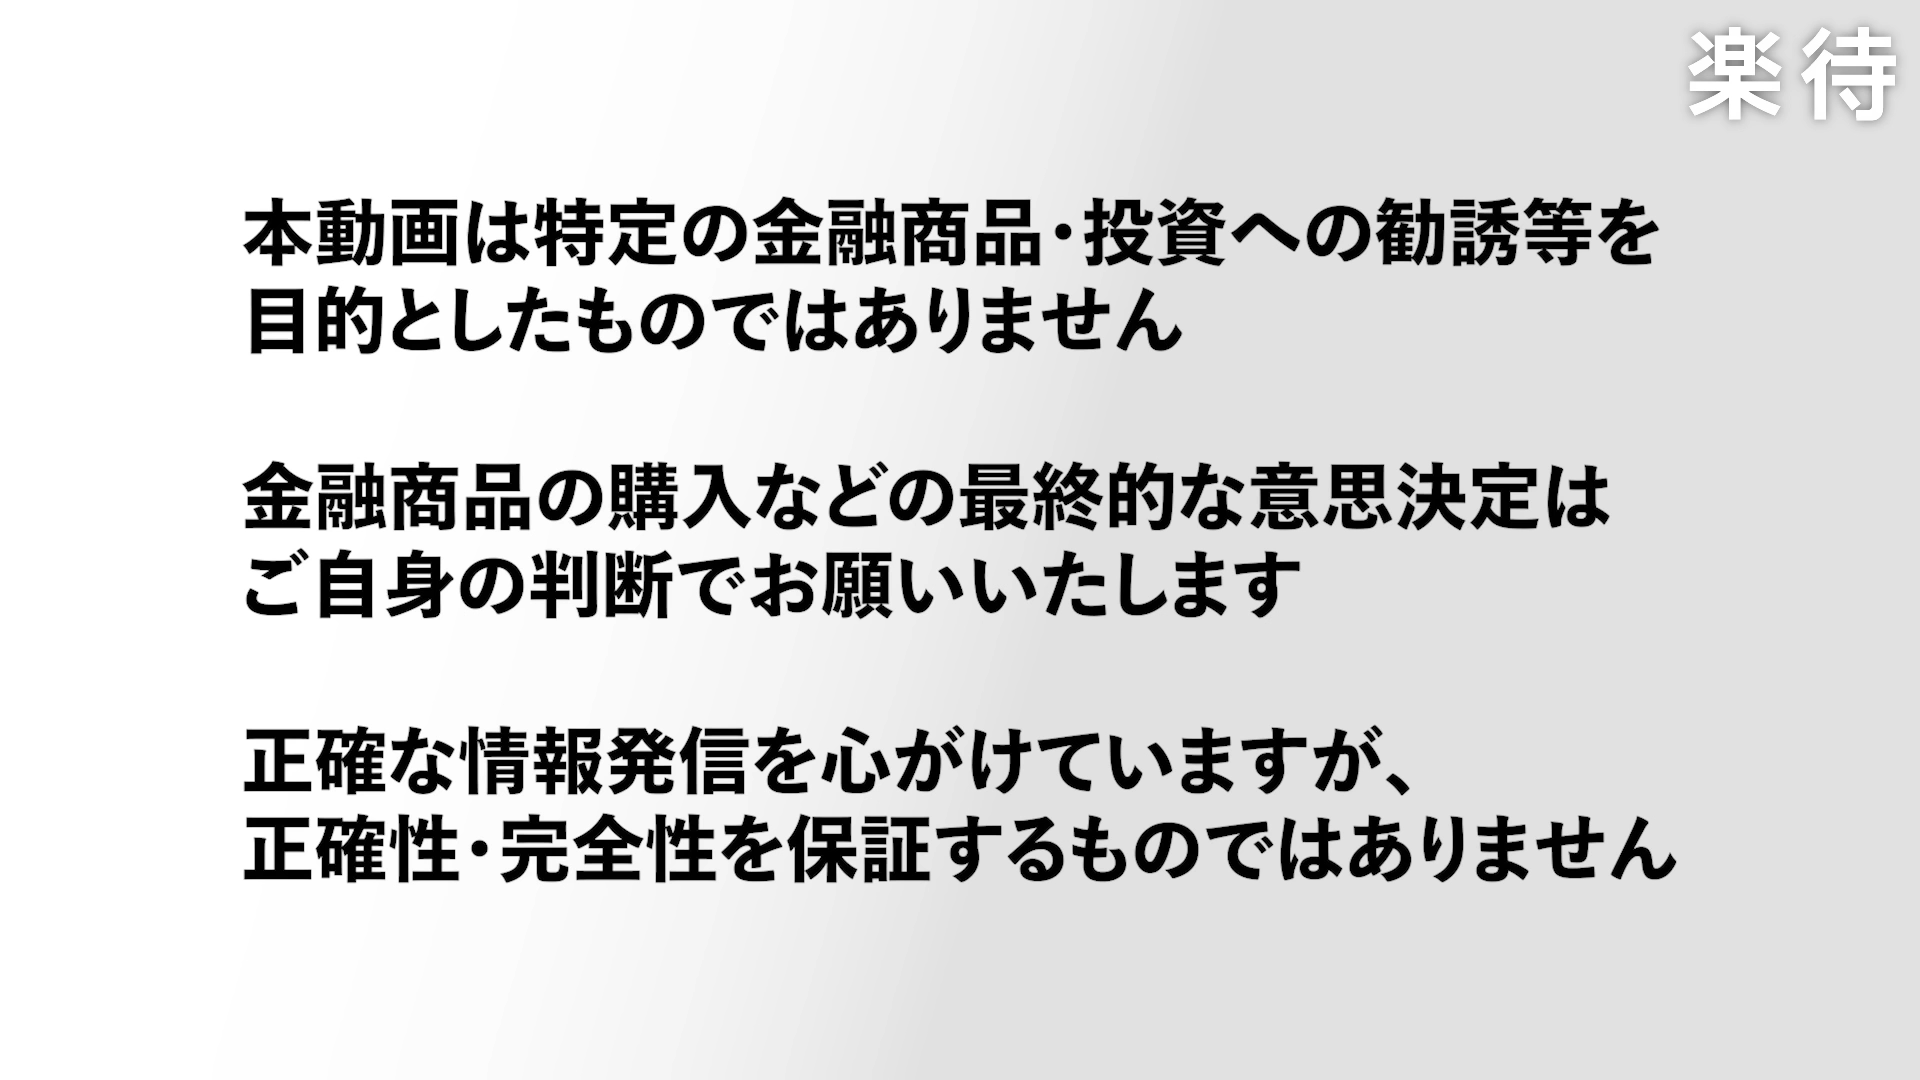 楽待
本動画は特定の金融商品･投資への勧誘等を
目的としたものではありません
金融商品の購入などの最終的な意思決定は
ご自身の判断でお願いいたします
正確な情報発信を心がけていますが、
正確性･完全性を保証するものではありません